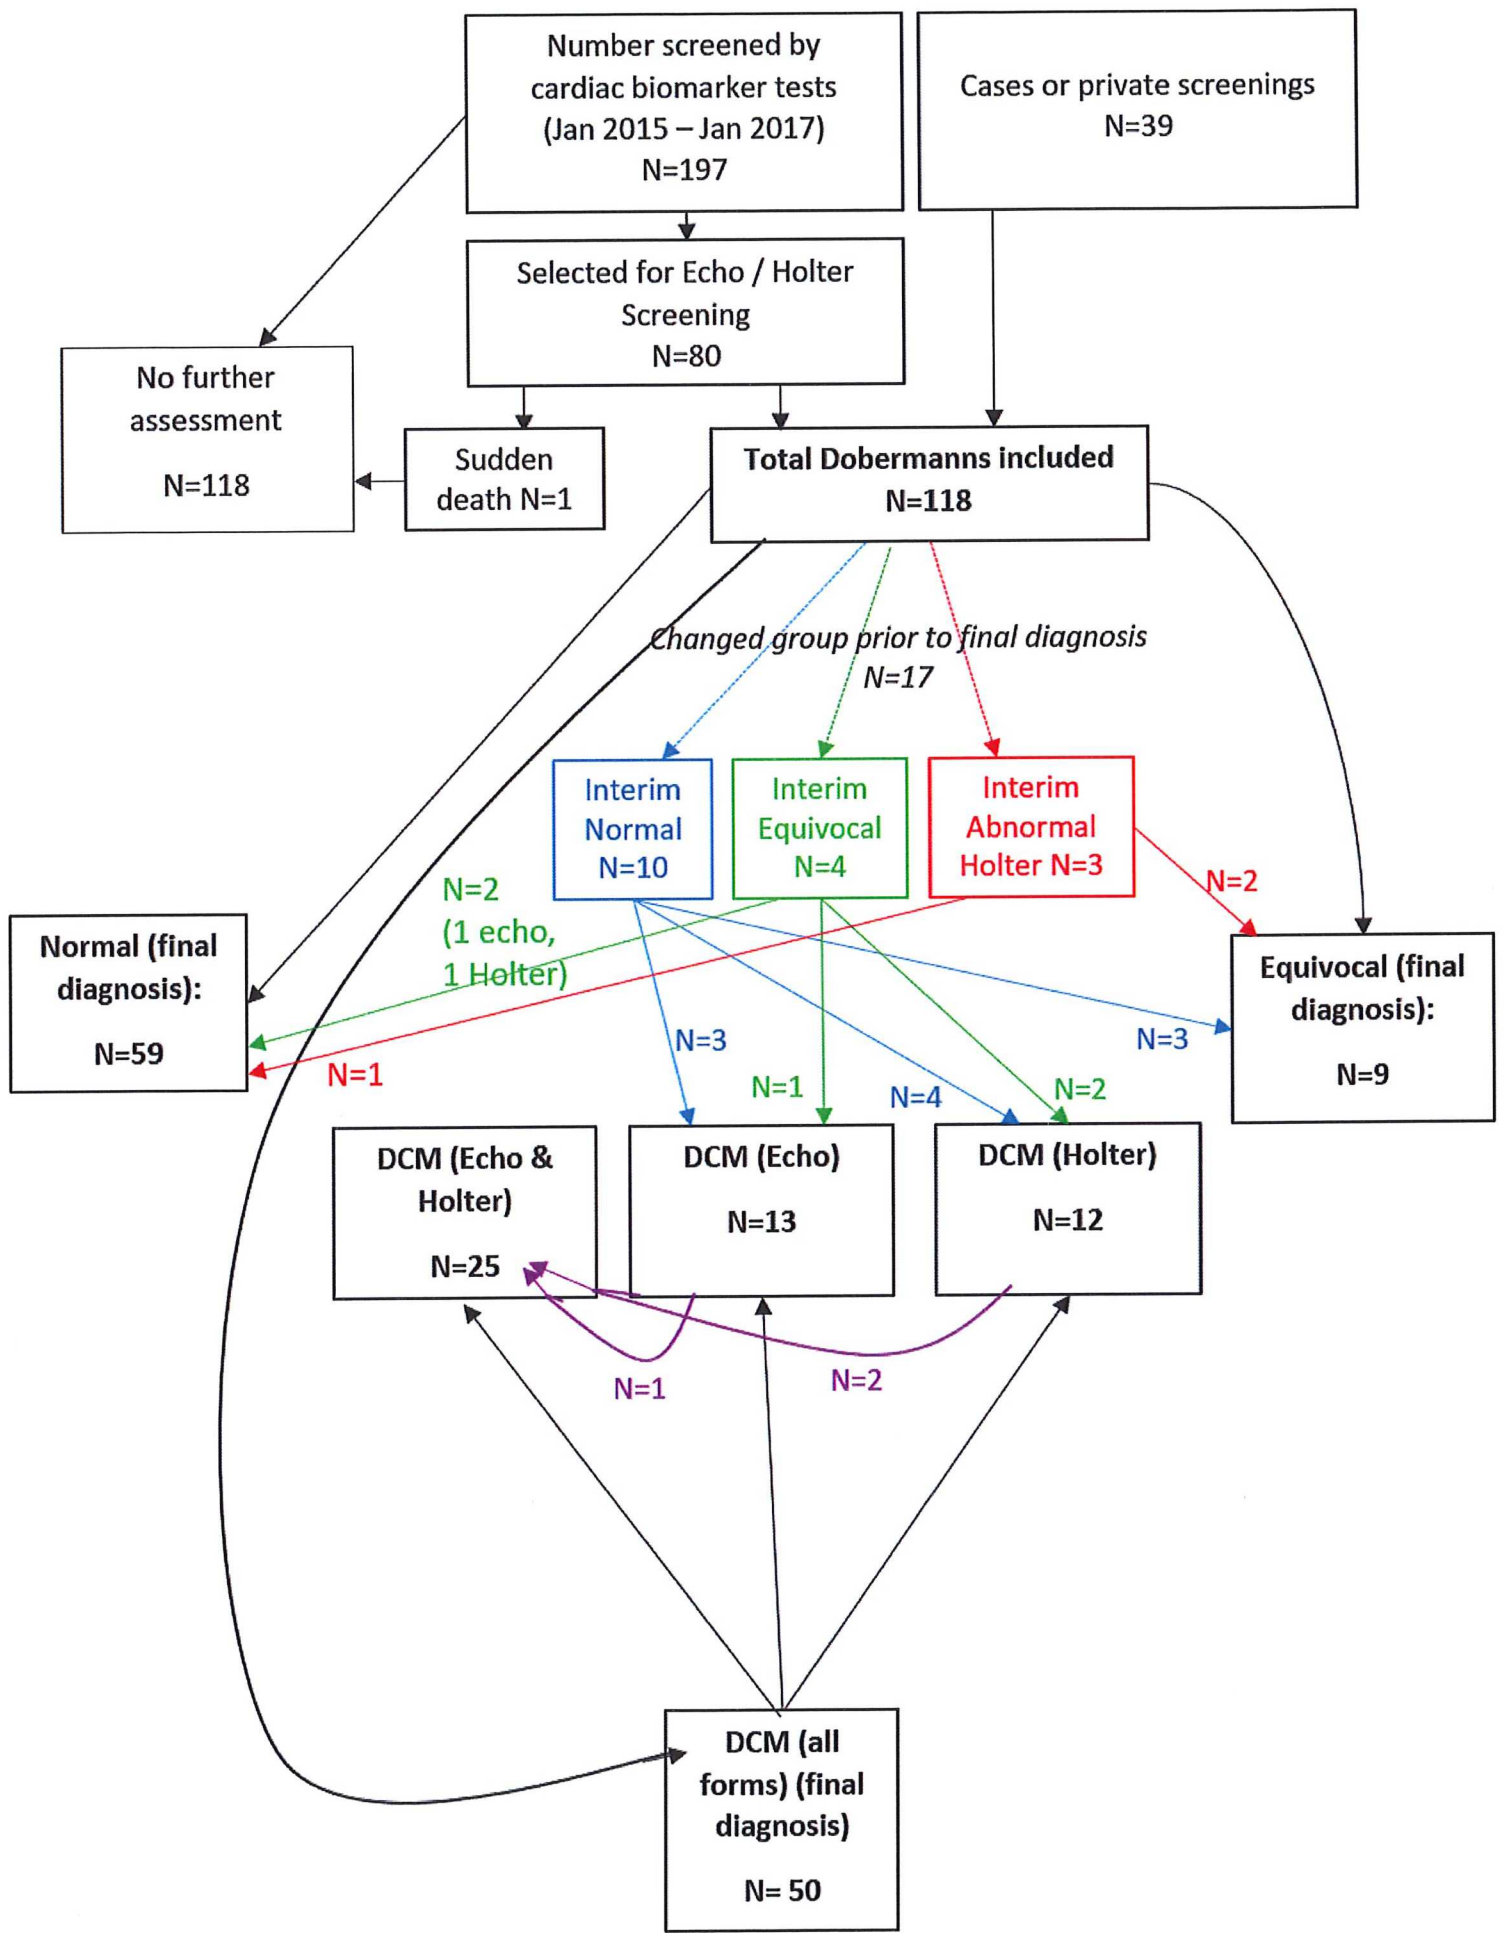 Number screened by
cardiac biomarker tests
(Jan 2015 – Jan 2017)
N=197
Cases or private screenings
N=39
Selected for Echo / Holter
Screening
N=80
No further
assessment
N=118
Sudden
death N=1
Total Dobermanns included
N=118
Changed group prior to final diagnosis
N=17
Interim
Normal
N=10
Interim
Equivocal
N=4
Interim
Abnormal
Holter N=3
N=2
(1 echo,
1 Holter)
N=2
Normal (final
diagnosis):
N=59
Equivocal (final
diagnosis):
N=9
N=1
N=3
N=1
N=4
N=2
N=3
DCM (Echo &
Holter)
N=25
DCM (Echo)
N=13
DCM (Holter)
N=12
N=1
N=2
DCM (all
forms) (final
diagnosis)
N= 50